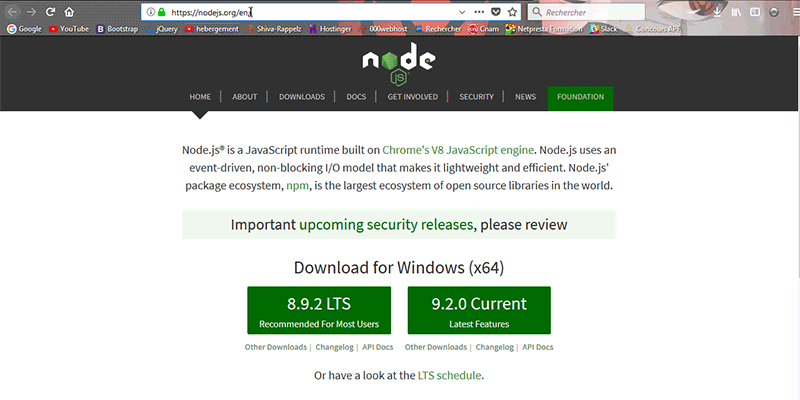 https://nodejs.org/en/
Rechercher
Google YouTube Bootstrap jQuery hebergement Shiva-Rappelz Hostinger 000webhost Rechercher Cnam Netpresta Formation Slack Concours AP?
node
JS
HOME ABOUT DOWNLOADS DOCS GET INVOLVED SECURITY NEWS FOUNDATION
Node.js® is a JavaScript runtime built on Chrome's V8 JavaScript engine. Node.js uses an
event-driven, non-blocking I/O model that makes it lightweight and efficient. Node.js'
package ecosystem, npm, is the largest ecosystem of open source libraries in the world.
Important upcoming security releases, please review
Download for Windows (x64)
8.9.2 LTS 9.2.0 Current
Recommended For Most Users Latest Features
Other Downloads | Changelog | API Docs Other Downloads | Changelog | API Docs
Or have a look at the LTS schedule.